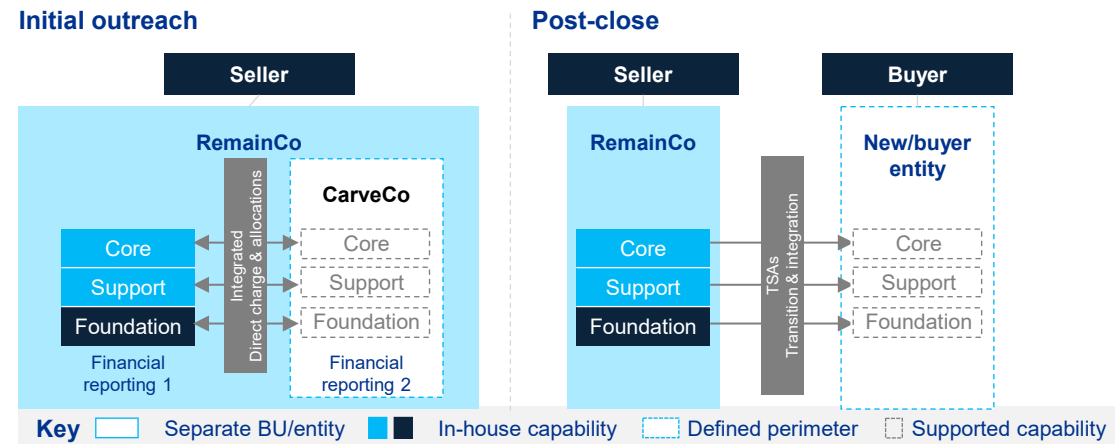 Initial outreach
Seller
RemainCo
CarveCo
Integrated
Direct charge & allocations
Core
Support
Foundation
Core
Support
Foundation
Financial
reporting 1
Financial
reporting 2
Post-close
Seller
Buyer
RemainCo
New/buyer
entity
TSAs
Transition & integration
Core
Support
Foundation
Core
Support
Foundation
Key
Separate BU/entity
In-house capability
Defined perimeter
Supported capability